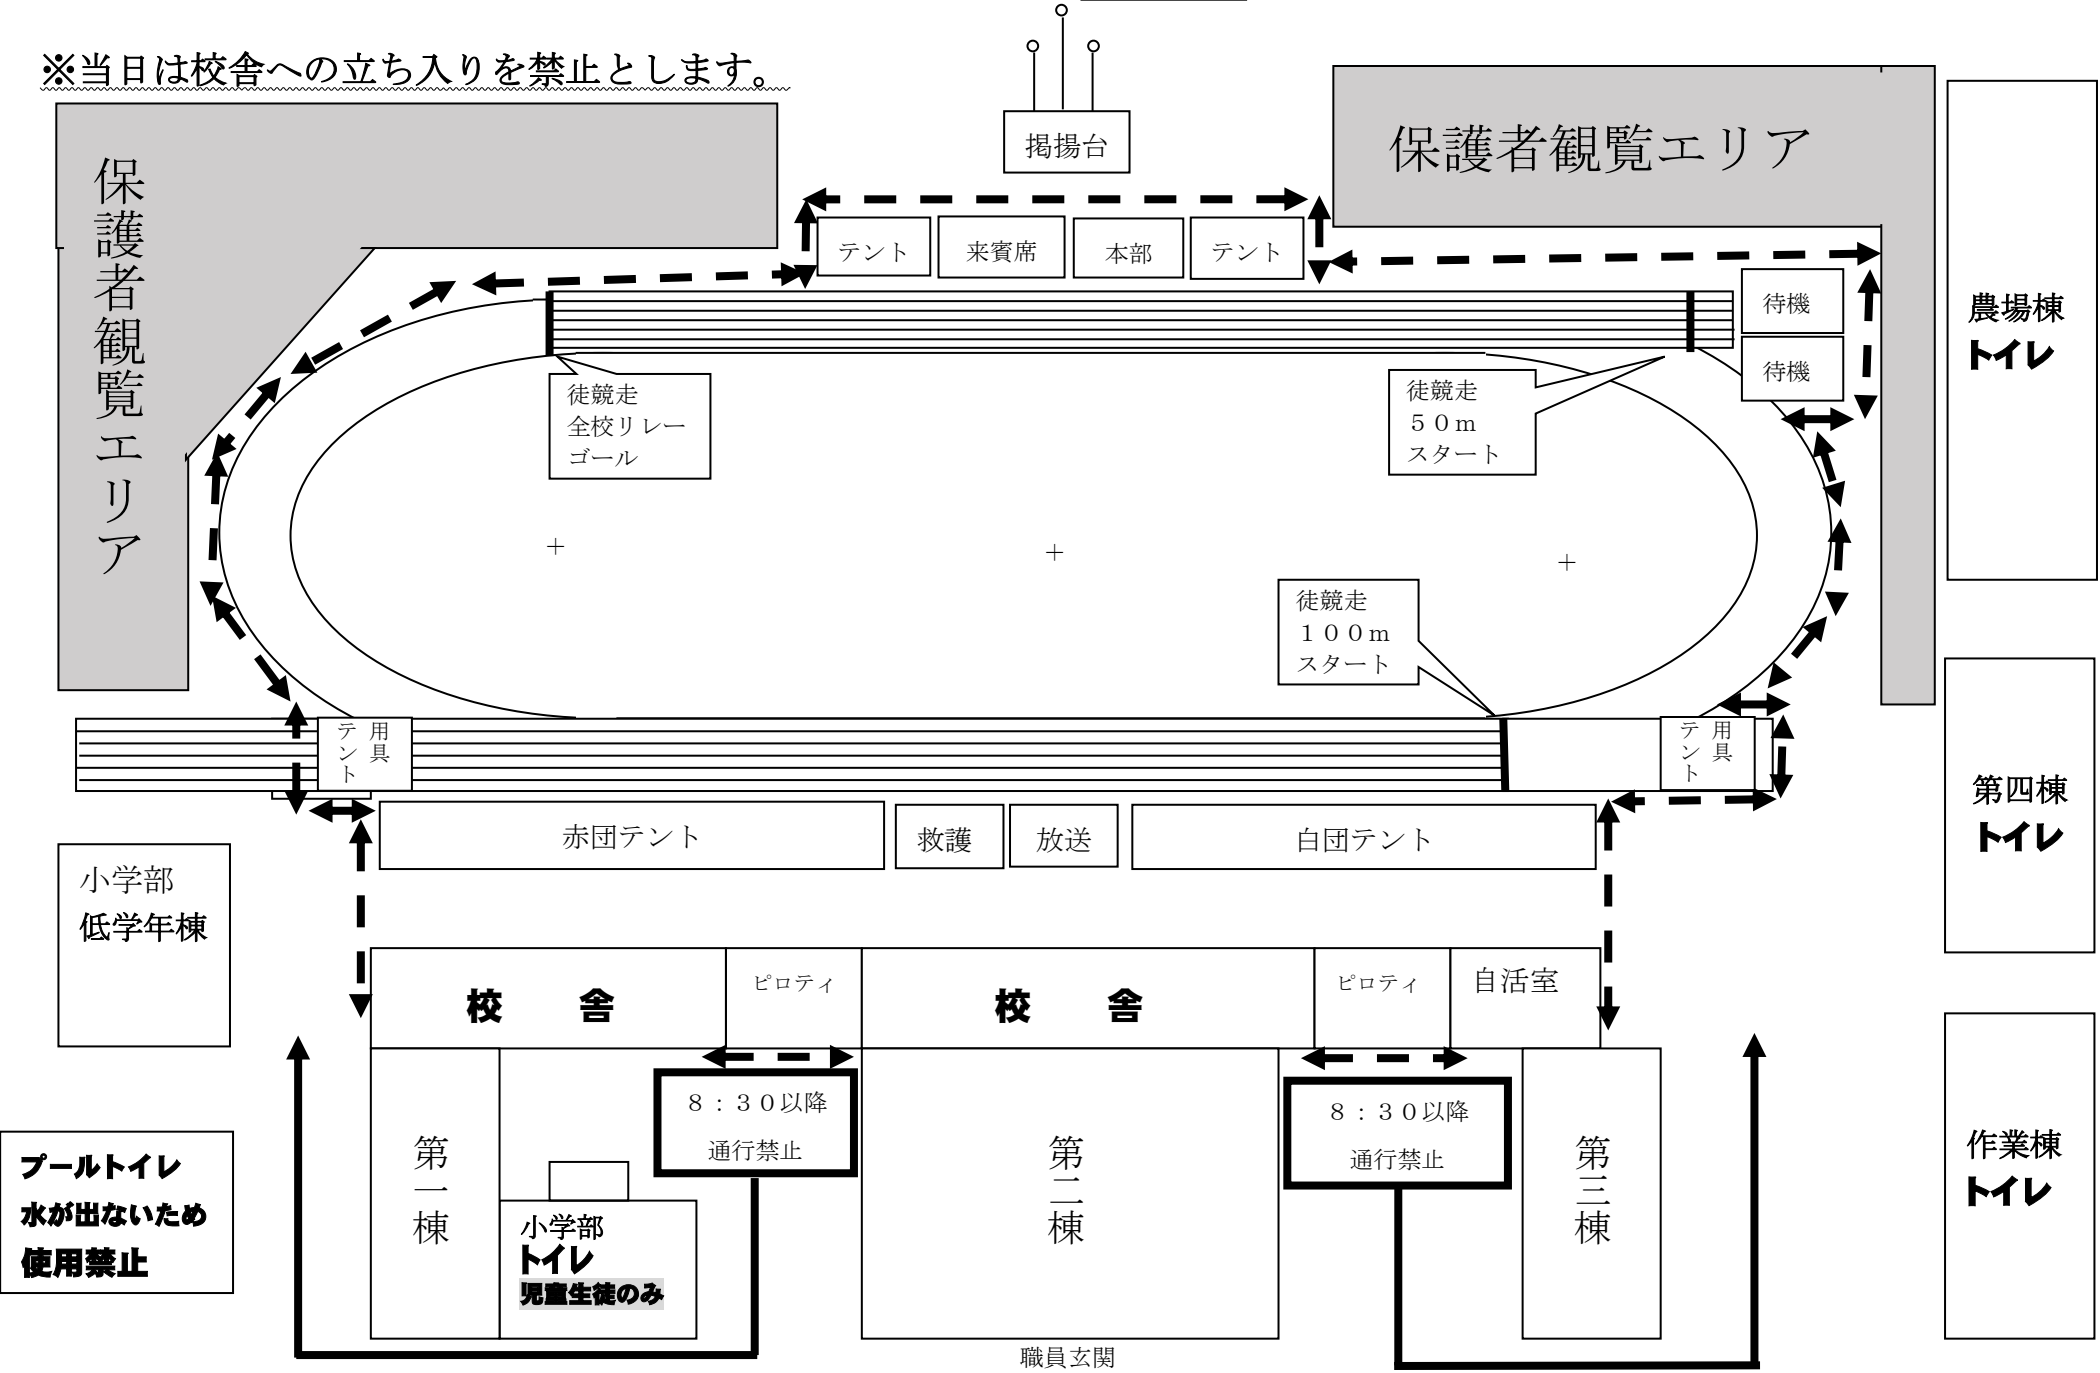 ※当日は校舎への立ち入りを禁止とします。
掲揚台
保護者観覧エリア
保護者観覧エリア
テント
来賓席
本部
テント
待機
待機
農場棟
トイレ
徒競走
全校リレー
ゴール
徒競走
５０ｍ
スタート
＋
＋
＋
徒競走
１００ｍ
スタート
用具
テント
用具
テント
第四棟
トイレ
赤団テント
救護
放送
白団テント
小学部
低学年棟
校　舎
ピロティ
校　舎
ピロティ
自活室
８：３０以降
通行禁止
８：３０以降
通行禁止
第一棟
第二棟
第三棟
作業棟
トイレ
プールトイレ
水が出ないため
使用禁止
小学部
トイレ
児童生徒のみ
職員玄関